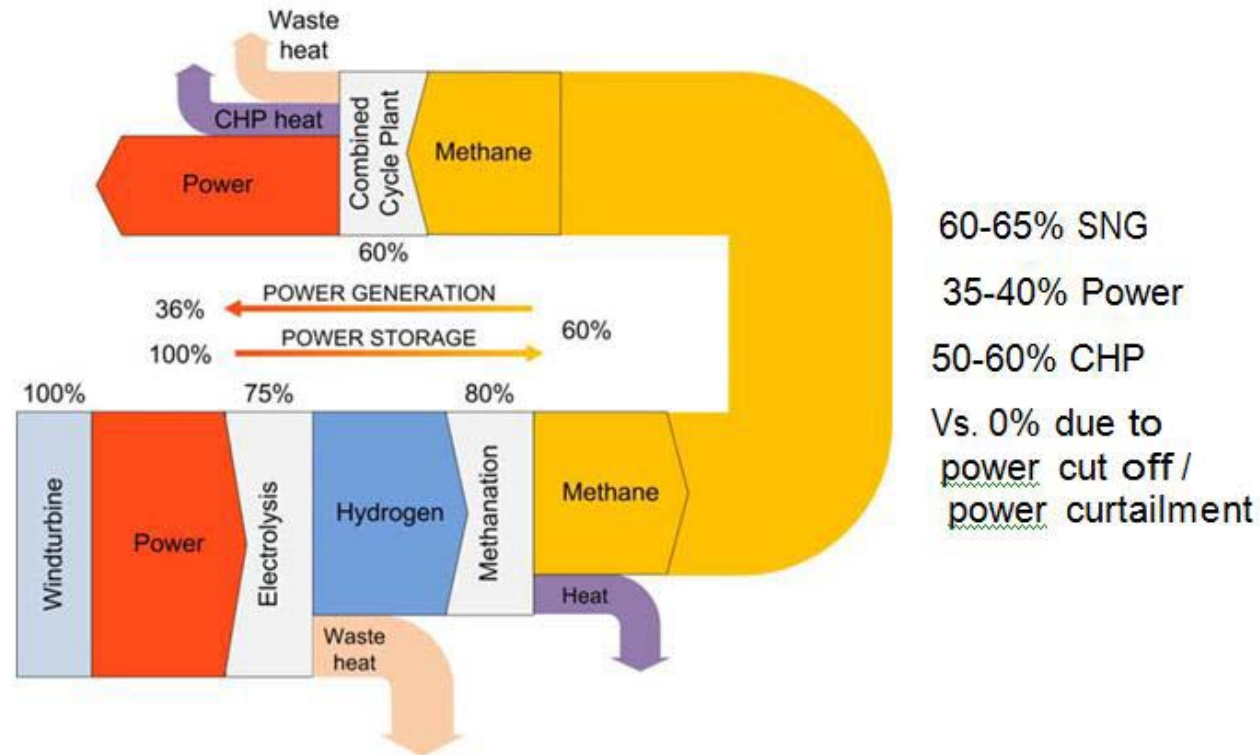 Waste
heat
CHP heat
Power
Combined
Cycle Plant
Methane
60%
36%
POWER GENERATION
100%
POWER STORAGE
60%
100%
75%
80%
Windturbine
Power
Electrolysis
Hydrogen
Methanation
Methane
Waste
heat
Heat
60-65% SNG
35-40% Power
50-60% CHP
Vs. 0% due to
power cut off /
power curtailment